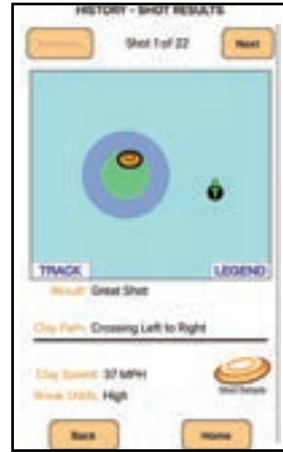 HISTORY - SHOT RESULTS
Shot 1 of 22 Next
TRACK LEGEND
Result: Great Shot
Clay Path: Crossing Left to Right
Clay Speed: 37 MPH
Break Odds: High
Back Home